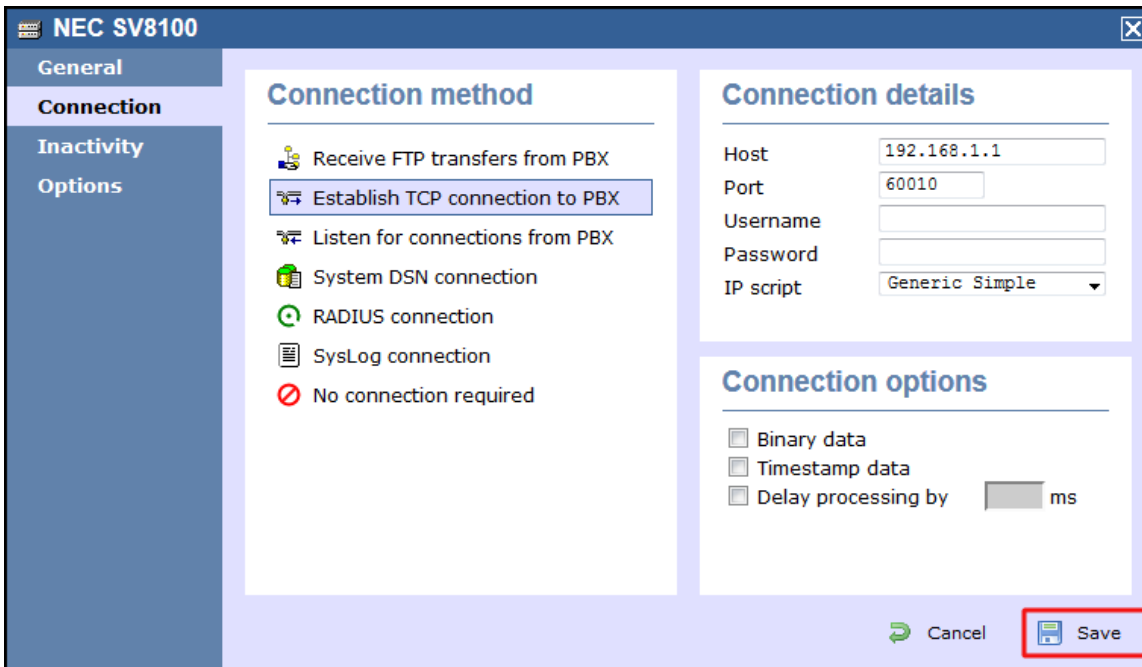 NEC SV8100
General
Connection
Inactivity
Options
Connection method
Receive FTP transfers from PBX
Establish TCP connection to PBX
Listen for connections from PBX
System DSN connection
RADIUS connection
SysLog connection
No connection required
Connection details
Host 192.168.1.1
Port 60010
Username
Password
IP script Generic Simple
Connection options
Binary data
Timestamp data
Delay processing by ms
Cancel Save